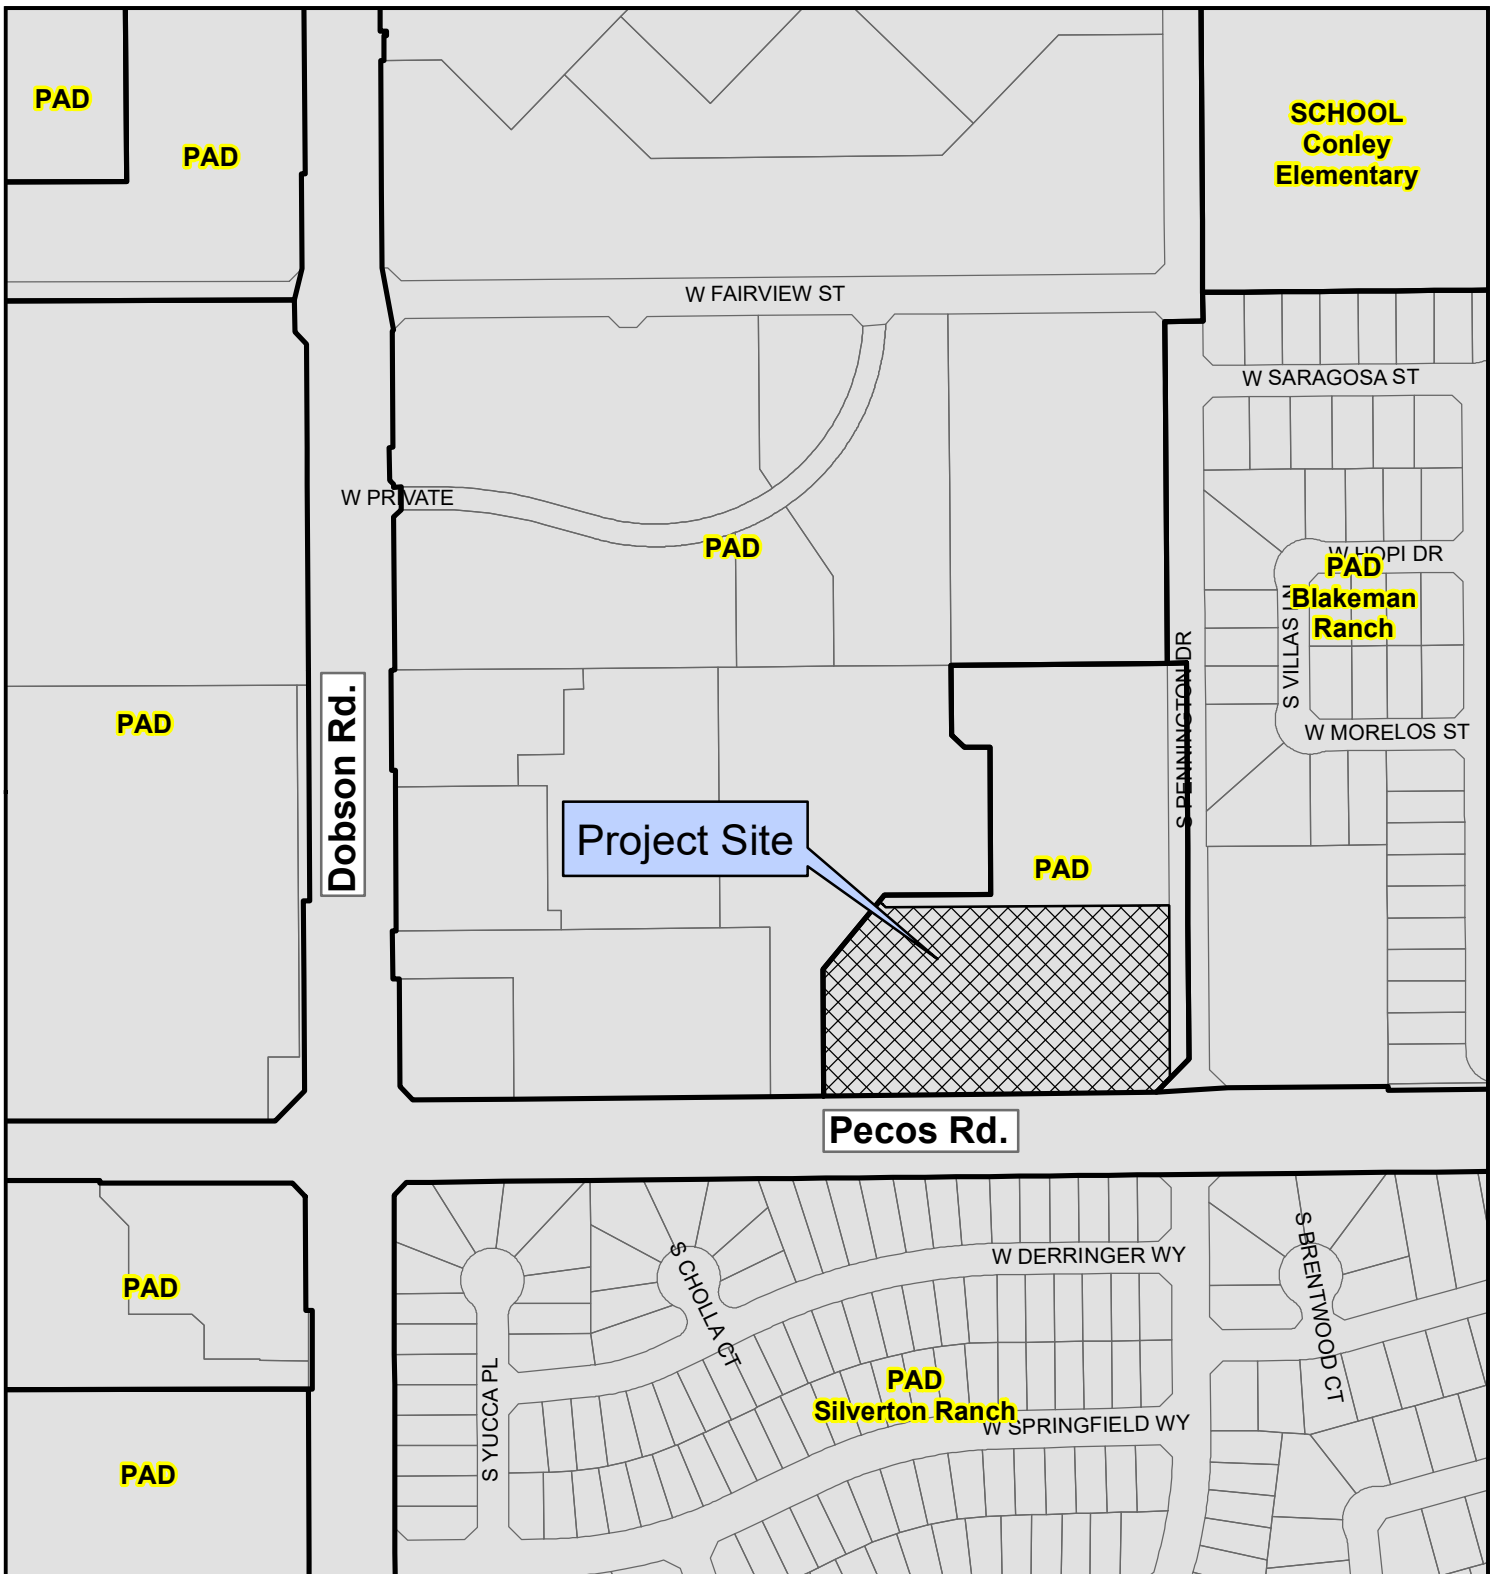 PAD
PAD
SCHOOL
Conley
Elementary
W FAIRVIEW ST
W SARAGOSA ST
W PRIVATE
PAD
W HOPI DR
PAD
Blakeman
Ranch
S VILLAS LN
S PENNINGTON DR
W MORELOS ST
PAD
Dobson Rd.
Project Site
PAD
Pecos Rd.
S BRENTWOOD CT
W DERRINGER WY
S CHOLLA CT
PAD
PAD
Silverton Ranch
W SPRINGFIELD WY
S YUCCA PL
PAD